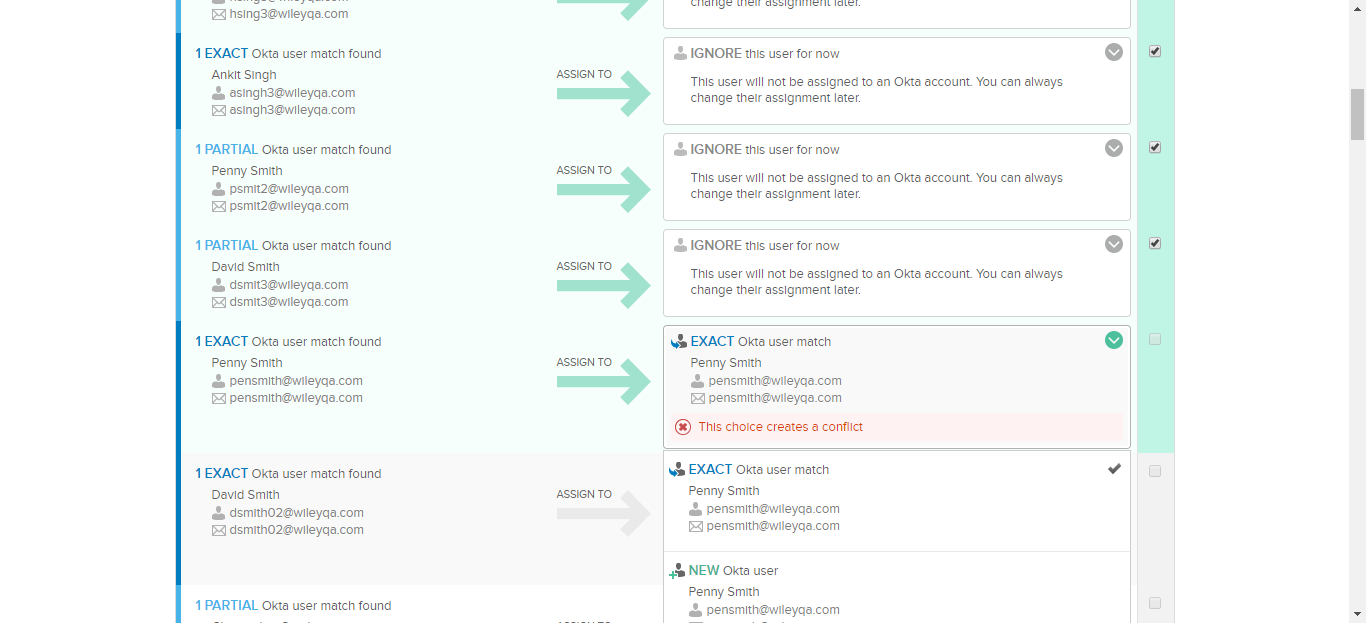 hsing3@wileyqa.com
change their assignment later.
1 EXACT Okta user match found
Ankit Singh
asingh3@wileyqa.com
asingh3@wileyqa.com
ASSIGN TO
IGNORE this user for now
This user will not be assigned to an Okta account. You can always
change their assignment later.
1 PARTIAL Okta user match found
Penny Smith
psmit2@wileyqa.com
psmit2@wileyqa.com
ASSIGN TO
IGNORE this user for now
This user will not be assigned to an Okta account. You can always
change their assignment later.
1 PARTIAL Okta user match found
David Smith
dsmit3@wileyqa.com
dsmit3@wileyqa.com
ASSIGN TO
IGNORE this user for now
This user will not be assigned to an Okta account. You can always
change their assignment later.
1 EXACT Okta user match found
Penny Smith
pensmith@wileyqa.com
pensmith@wileyqa.com
ASSIGN TO
EXACT Okta user match
Penny Smith
pensmith@wileyqa.com
pensmith@wileyqa.com
This choice creates a conflict
1 EXACT Okta user match found
David Smith
dsmith02@wileyqa.com
dsmith02@wileyqa.com
ASSIGN TO
EXACT Okta user match
Penny Smith
pensmith@wileyqa.com
pensmith@wileyqa.com
NEW Okta user
Penny Smith
pensmith@wileyqa.com
1 PARTIAL Okta user match found